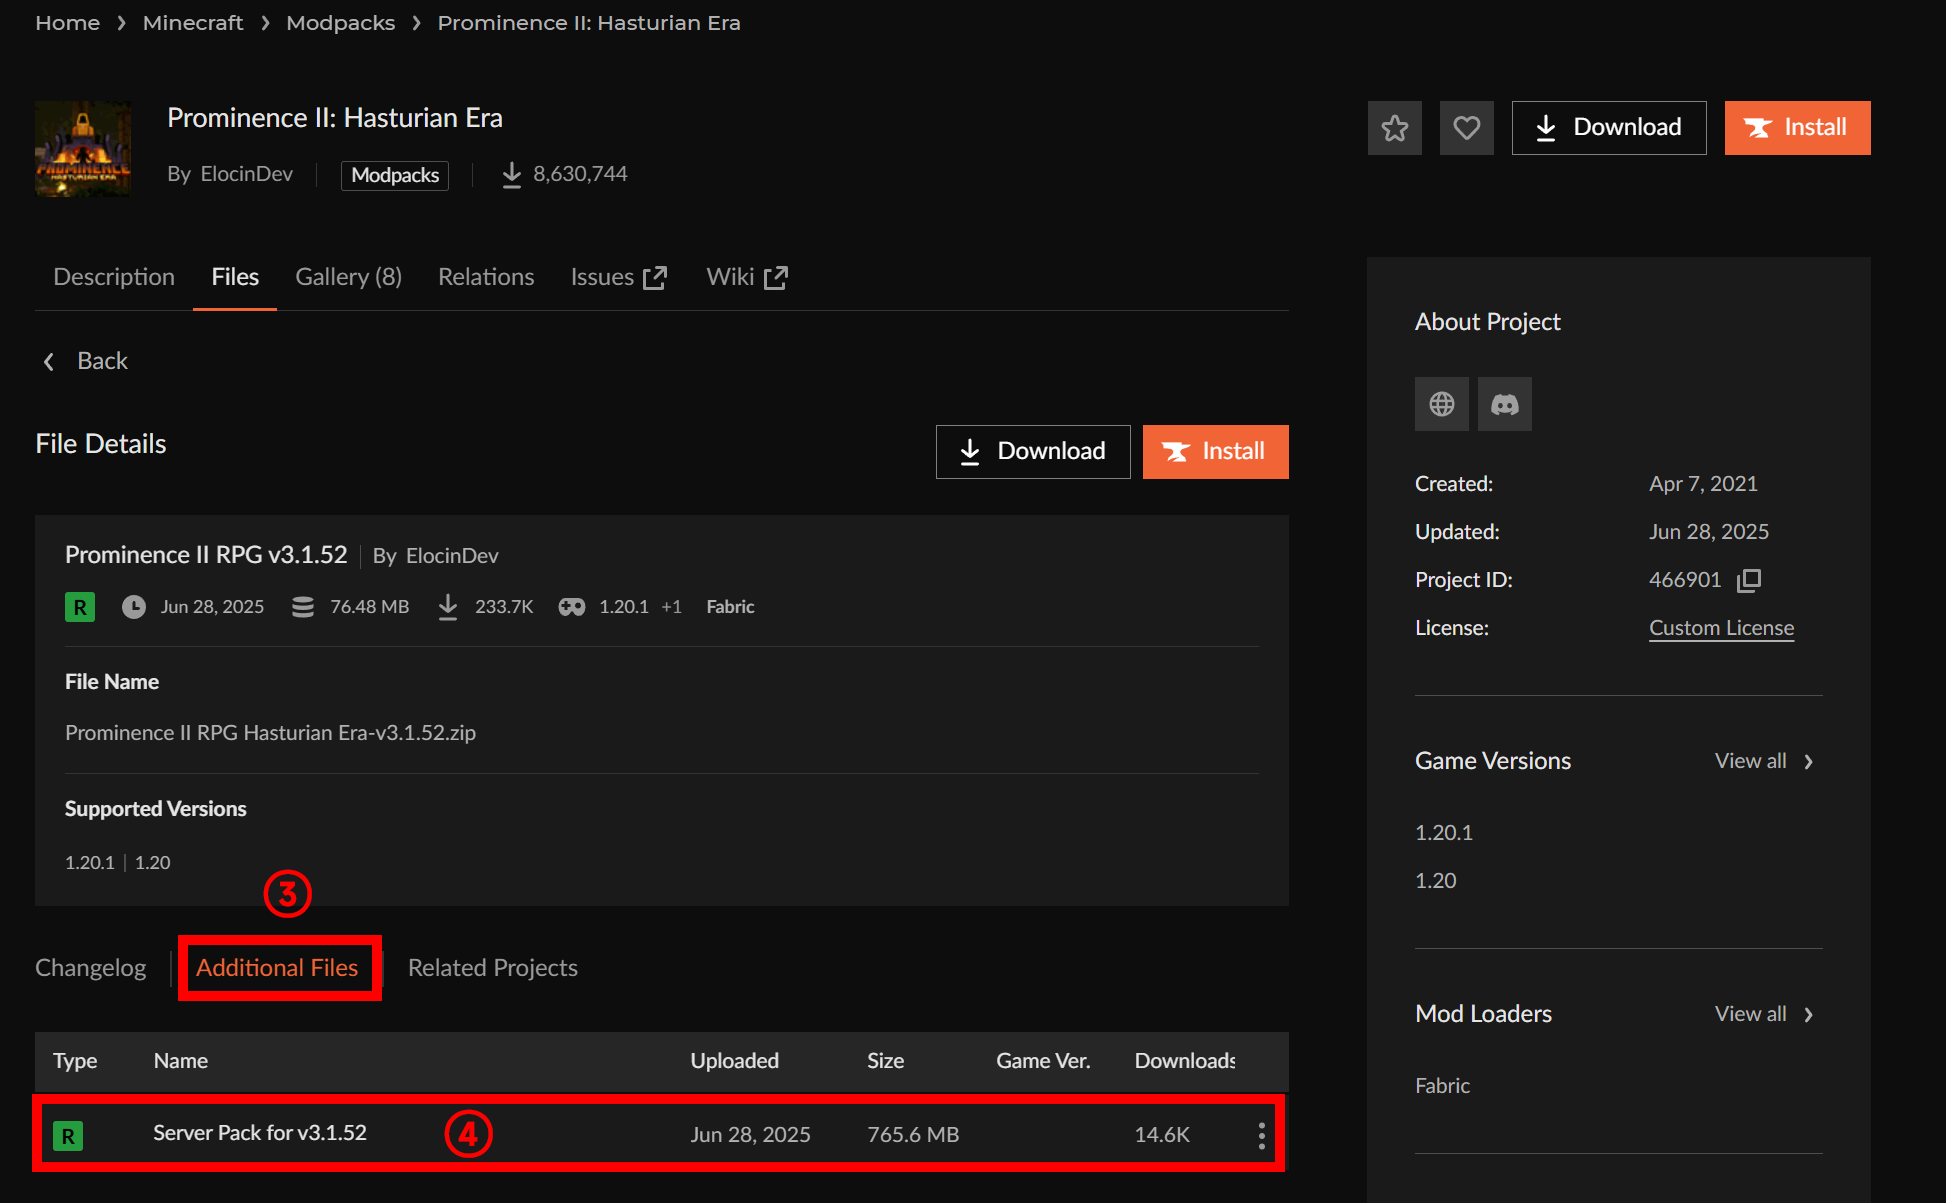 Home > Minecraft > Modpacks > Prominence II: Hasturian Era
PROMINENCE
HASTURIAN ERA
Prominence II: Hasturian Era
By ElocinDev
Modpacks
8,630,744
Download
Install
Description Files Gallery (8) Relations Issues Wiki
Back
File Details
Download
Install
Prominence II RPG v3.1.52 By ElocinDev
R Jun 28, 2025 76.48 MB 233.7K 1.20.1 +1 Fabric
File Name
Prominence II RPG Hasturian Era-v3.1.52.zip
Supported Versions
1.20.1 | 1.20
3
Changelog Additional Files Related Projects
Type Name Uploaded Size Game Ver. Downloads
R Server Pack for v3.1.52 4 Jun 28, 2025 765.6 MB 14.6K
About Project
Created: Apr 7, 2021
Updated: Jun 28, 2025
Project ID: 466901
License: Custom License
Game Versions View all >
1.20.1
1.20
Mod Loaders View all >
Fabric